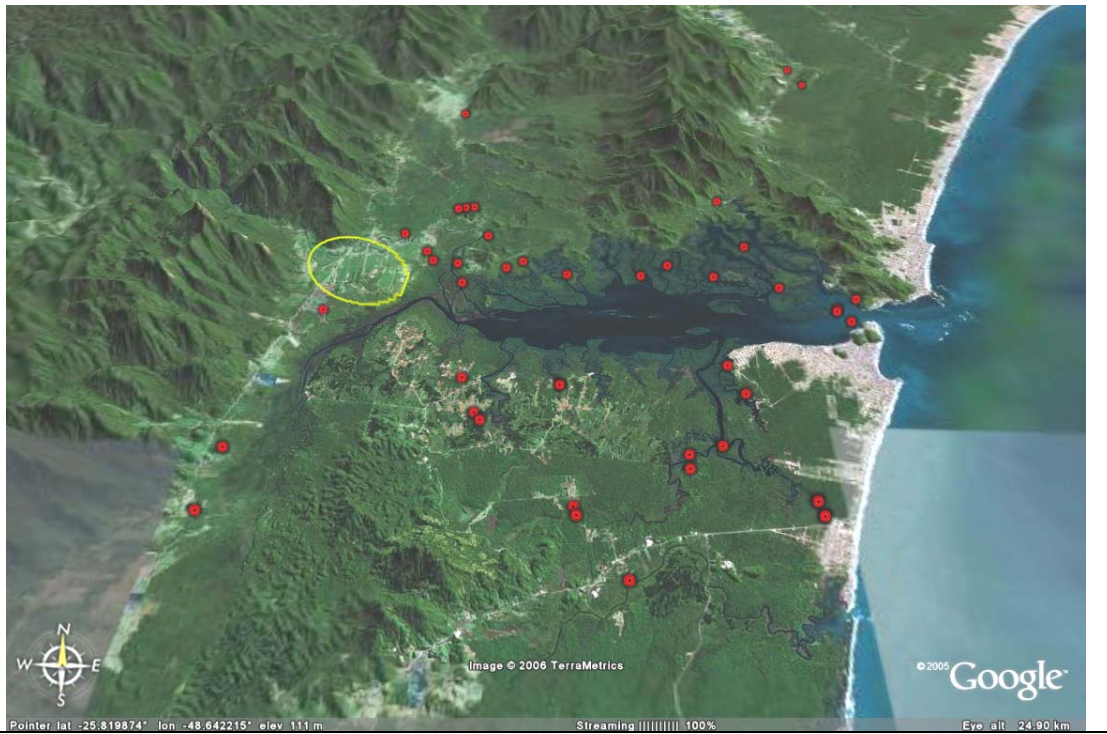 N
W E
S
Image © 2006 TerraMetrics
©2005 Google™
Pointer lat -25.819874° lon -48.642215° elev 111 m Streaming |||||||||| 100% Eye alt 24.90 km